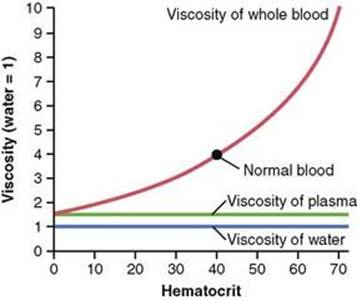 Viscosity of whole blood
Viscosity (water = 1)
10
9
8
7
6
5
4
3
2
1
0
Normal blood
Viscosity of plasma
Viscosity of water
0 10 20 30 40 50 60 70
Hematocrit